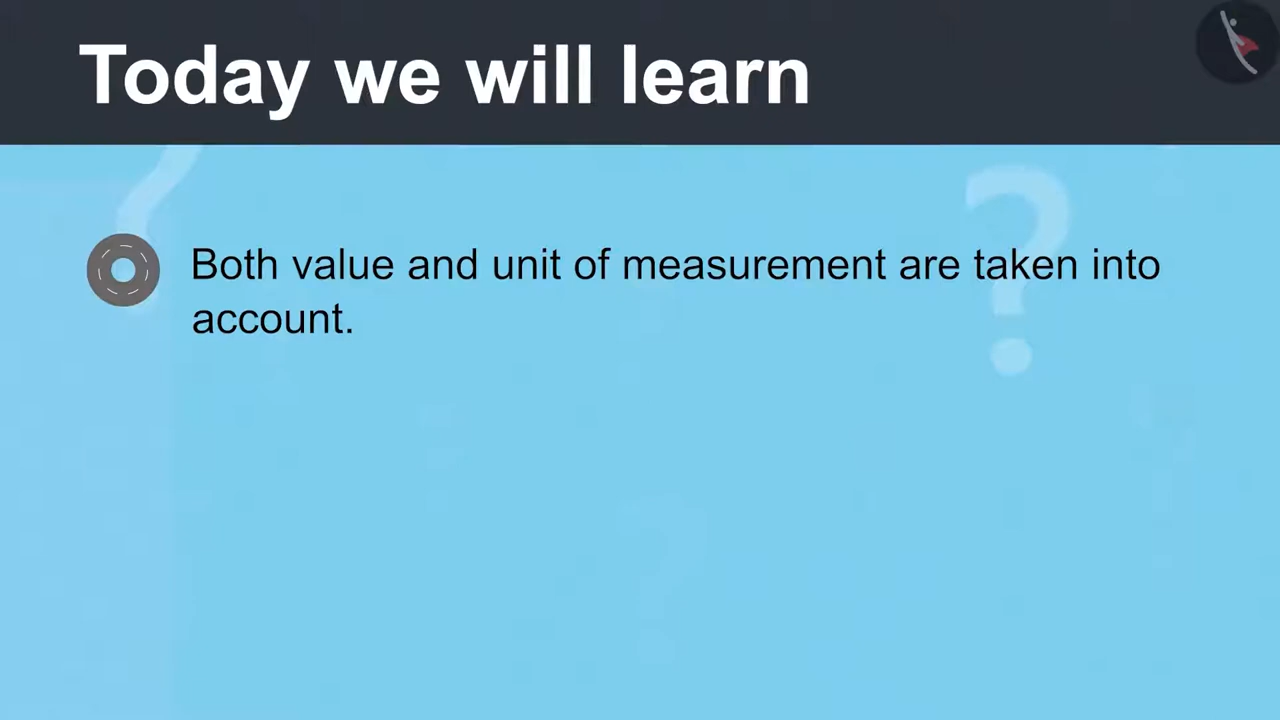 Today we will learn
Both value and unit of measurement are taken into
account.